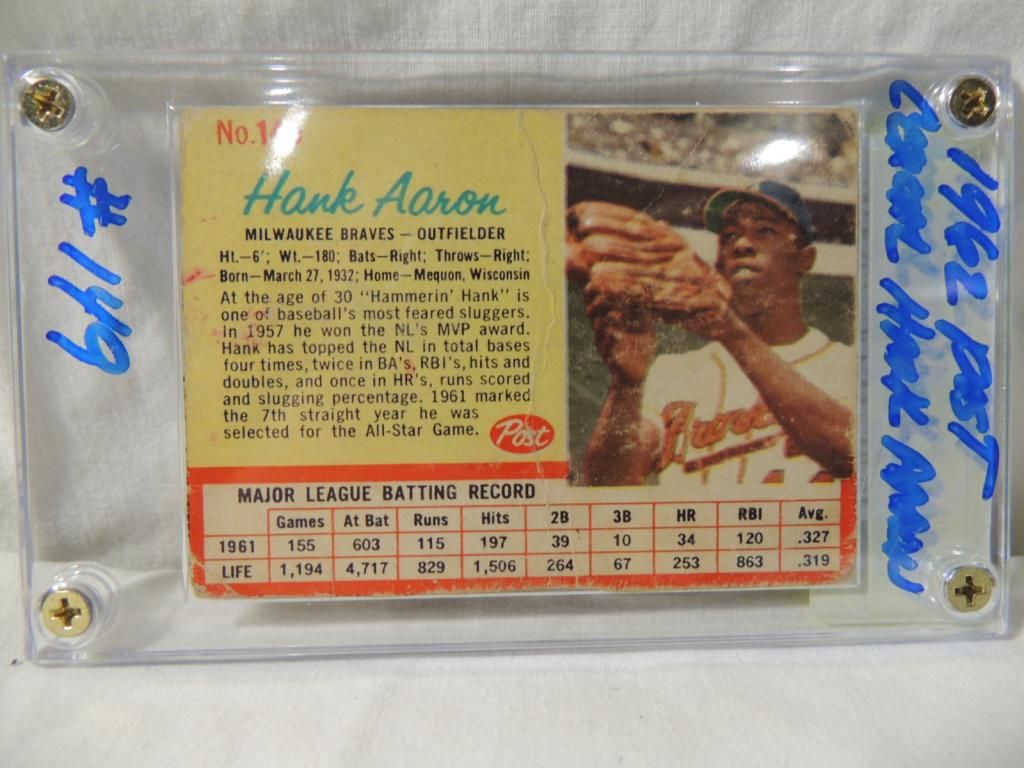 #149
No.14
Hank Aaron
MILWAUKEE BRAVES – OUTFIELDER
Ht.–6'; Wt.–180; Bats–Right; Throws–Right;
Born–March 27, 1932; Home–Mequon, Wisconsin
At the age of 30 "Hammerin' Hank" is
one of baseball's most feared sluggers.
In 1957 he won the NL's MVP award.
Hank has topped the NL in total bases
four times, twice in BA's, RBI's, hits and
doubles, and once in HR's, runs scored
and slugging percentage. 1961 marked
the 7th straight year he was
selected for the All-Star Game.
Post
MAJOR LEAGUE BATTING RECORD
Games At Bat Runs Hits 2B 3B HR RBI Avg.
1961 155 603 115 197 39 10 34 120 .327
LIFE 1,194 4,717 829 1,506 264 67 253 863 .319
1962 POST
CEREAL HANK AARON